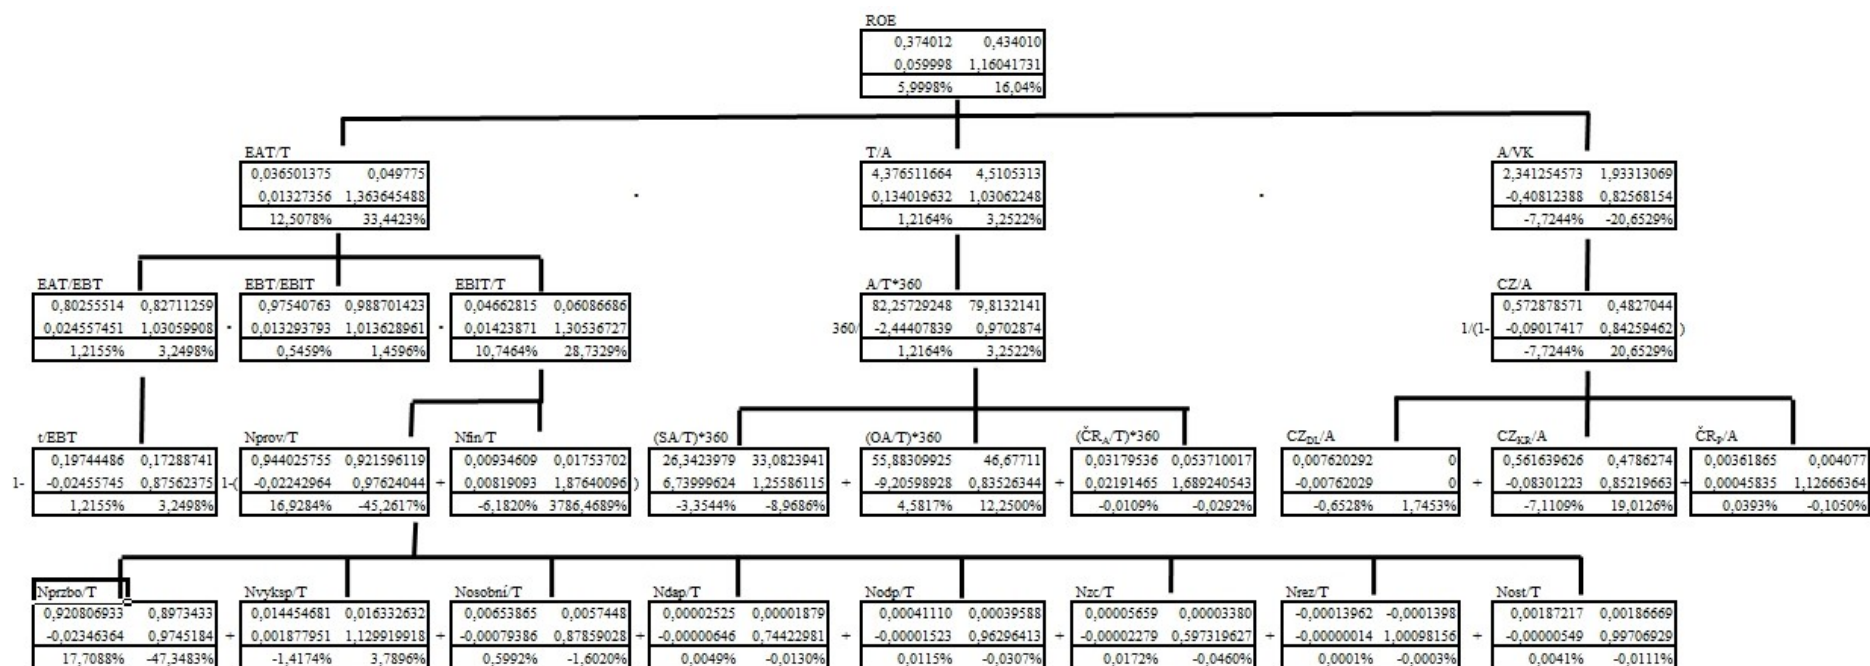 ROE
0,374012 0,434010
0,059998 1,16041731
5,9998% 16,04%
EAT/T T/A A/VK
0,036501375 0,049775 4,376511664 4,5105313 2,341254573 1,93313069
0,01327356 1,363645488 · 0,134019632 1,03062248 · -0,40812388 0,82568154
12,5078% 33,4423% 1,2164% 3,2522% -7,7244% -20,6529%
EAT/EBT EBT/EBIT EBIT/T A/T*360 CZ/A
0,80255514 0,82711259 0,97540763 0,988701423 0,04662815 0,06086686 82,25729248 79,8132141 0,572878571 0,4827044
0,024557451 1,03059908 · 0,013293793 1,013628961 · 0,01423871 1,30536727 360/ -2,44407839 0,9702874 1/(1- -0,09017417 0,84259462 )
1,2155% 3,2498% 0,5459% 1,4596% 10,7464% 28,7329% 1,2164% 3,2522% -7,7244% 20,6529%
t/EBT Nprov/T Nfin/T (SA/T)*360 (OA/T)*360 (ČRA/T)*360 CZDL/A CZKR/A ČRP/A
0,19744486 0,17288741 0,944025755 0,921596119 0,00934609 0,01753702 26,3423979 33,0823941 55,88309925 46,67711 0,03179536 0,053710017 0,007620292 0 0,561639626 0,4786274 0,00361865 0,004077
1- -0,02455745 0,87562375 1-( -0,02242964 0,97624044 + 0,00819093 1,87640096 ) 6,73999624 1,25586115 + -9,20598928 0,83526344 + 0,02191465 1,689240543 -0,00762029 0 + -0,08301223 0,85219663 + 0,00045835 1,12666364
1,2155% 3,2498% 16,9284% -45,2617% -6,1820% 3786,4689% -3,3544% -8,9686% 4,5817% 12,2500% -0,0109% -0,0292% -0,6528% 1,7453% -7,1109% 19,0126% 0,0393% -0,1050%
Nprzbo/T Nvyksp/T Nosobní/T Ndap/T Nodp/T Nzc/T Nrez/T Nost/T
0,920806933 0,8973433 0,014454681 0,016332632 0,00653865 0,0057448 0,00002525 0,00001879 0,00041110 0,00039588 0,00005659 0,00003380 -0,00013962 -0,0001398 0,00187217 0,00186669
-0,02346364 0,9745184 + 0,001877951 1,129919918 + -0,00079386 0,87859028 + -0,00000646 0,74422981 + -0,00001523 0,96296413 + -0,00002279 0,597319627 + -0,00000014 1,00098156 + -0,00000549 0,99706929
17,7088% -47,3483% -1,4174% 3,7896% 0,5992% -1,6020% 0,0049% -0,0130% 0,0115% -0,0307% 0,0172% -0,0460% 0,0001% -0,0003% 0,0041% -0,0111%